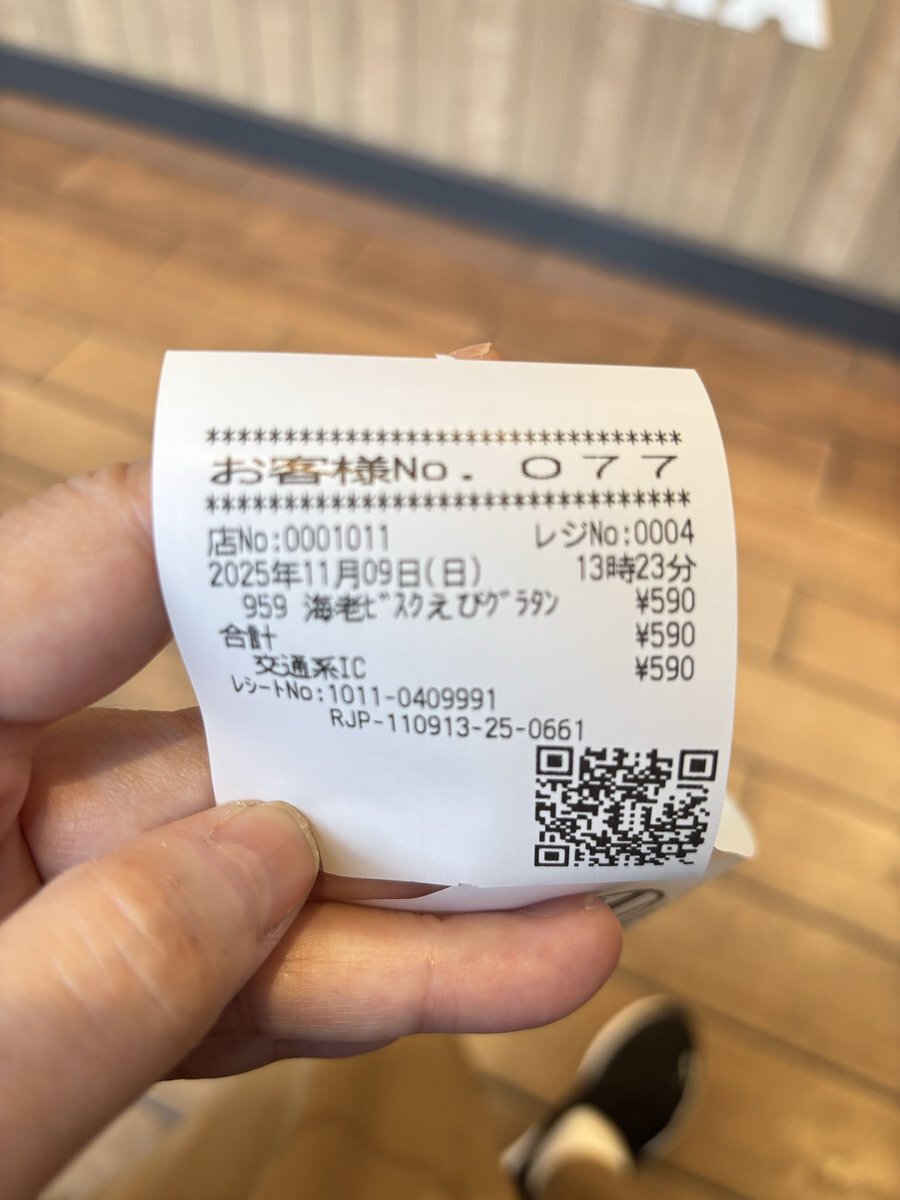 *******************************
お客様No. 077
*******************************
店No:0001011 レジNo:0004
2025年11月09日(日) 13時23分
959 海老ﾋﾞｽｸえびｸﾞﾗﾀﾝ ¥590
合計 ¥590
交通系IC ¥590
ﾚｼｰﾄNo:1011-0409991
RJP-110913-25-0661